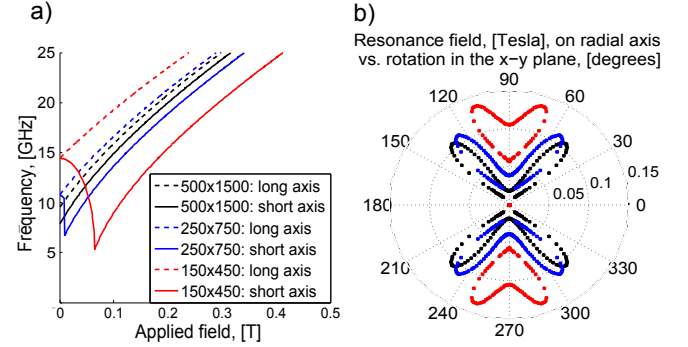 a)
Frequency, [GHz]
25
20
15
10
5
0
0.1
0.2
0.3
0.4
0.5
Applied field, [T]
500x1500: long axis
500x1500: short axis
250x750: long axis
250x750: short axis
150x450: long axis
150x450: short axis
b)
Resonance field, [Tesla], on radial axis
vs. rotation in the x-y plane, [degrees]
90
120
60
150
30
0.15
0.1
0.05
180
0
210
330
240
300
270